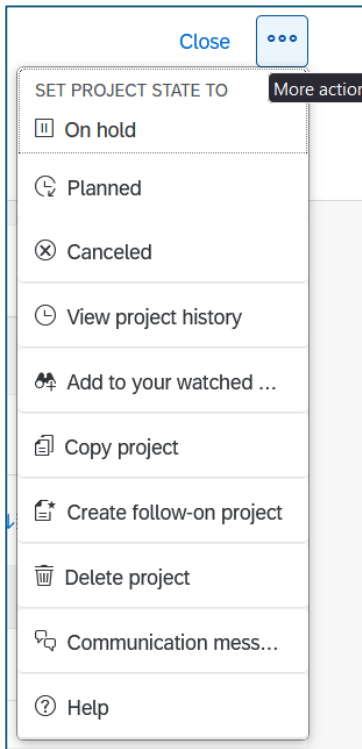 Close
SET PROJECT STATE TO
More action
On hold
Planned
Canceled
View project history
Add to your watched ...
Copy project
Create follow-on project
Delete project
Communication mess...
Help